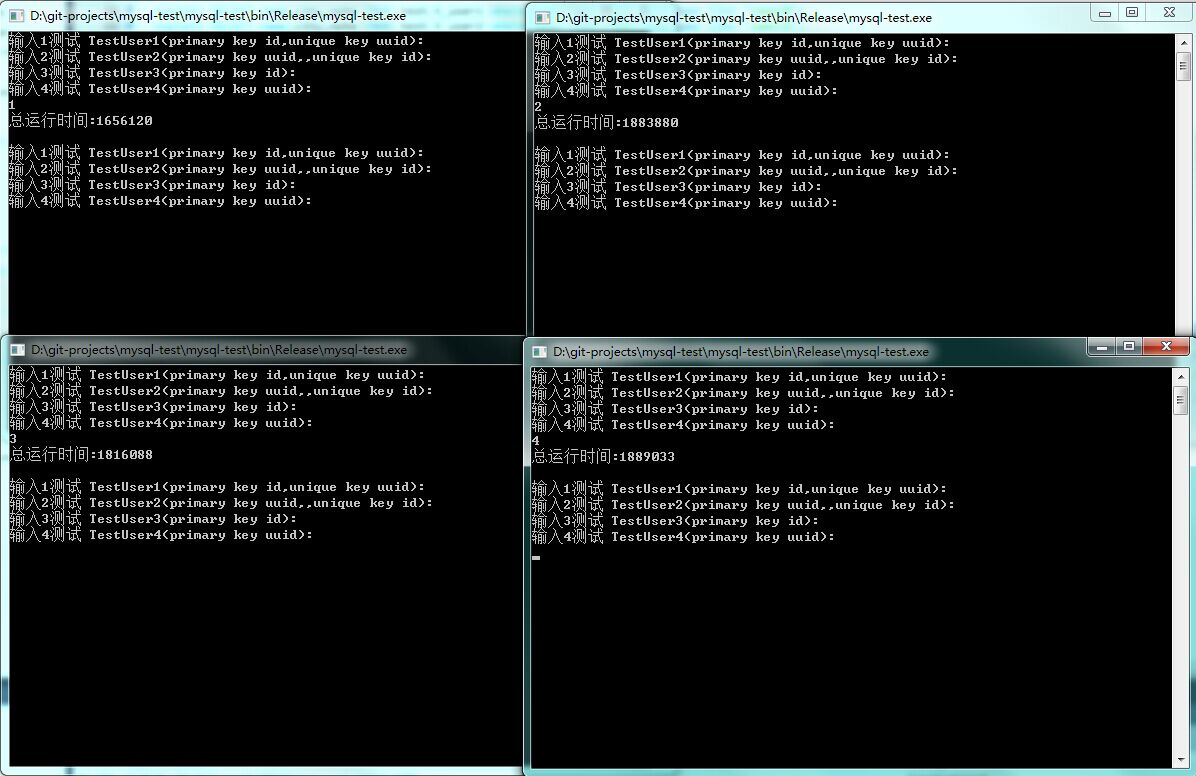 D:\git-projects\mysql-test\mysql-test\bin\Release\mysql-test.exe
输入1测试 TestUser1(primary key id,unique key uuid):
输入2测试 TestUser2(primary key uuid,,unique key id):
输入3测试 TestUser3(primary key id):
输入4测试 TestUser4(primary key uuid):
1
总运行时间:1656120
输入1测试 TestUser1(primary key id,unique key uuid):
输入2测试 TestUser2(primary key uuid,,unique key id):
输入3测试 TestUser3(primary key id):
输入4测试 TestUser4(primary key uuid):
D:\git-projects\mysql-test\mysql-test\bin\Release\mysql-test.exe
输入1测试 TestUser1(primary key id,unique key uuid):
输入2测试 TestUser2(primary key uuid,,unique key id):
输入3测试 TestUser3(primary key id):
输入4测试 TestUser4(primary key uuid):
2
总运行时间:1883880
输入1测试 TestUser1(primary key id,unique key uuid):
输入2测试 TestUser2(primary key uuid,,unique key id):
输入3测试 TestUser3(primary key id):
输入4测试 TestUser4(primary key uuid):
D:\git-projects\mysql-test\mysql-test\bin\Release\mysql-test.exe
输入1测试 TestUser1(primary key id,unique key uuid):
输入2测试 TestUser2(primary key uuid,,unique key id):
输入3测试 TestUser3(primary key id):
输入4测试 TestUser4(primary key uuid):
3
总运行时间:1816088
输入1测试 TestUser1(primary key id,unique key uuid):
输入2测试 TestUser2(primary key uuid,,unique key id):
输入3测试 TestUser3(primary key id):
输入4测试 TestUser4(primary key uuid):
D:\git-projects\mysql-test\mysql-test\bin\Release\mysql-test.exe
输入1测试 TestUser1(primary key id,unique key uuid):
输入2测试 TestUser2(primary key uuid,,unique key id):
输入3测试 TestUser3(primary key id):
输入4测试 TestUser4(primary key uuid):
4
总运行时间:1889033
输入1测试 TestUser1(primary key id,unique key uuid):
输入2测试 TestUser2(primary key uuid,,unique key id):
输入3测试 TestUser3(primary key id):
输入4测试 TestUser4(primary key uuid):